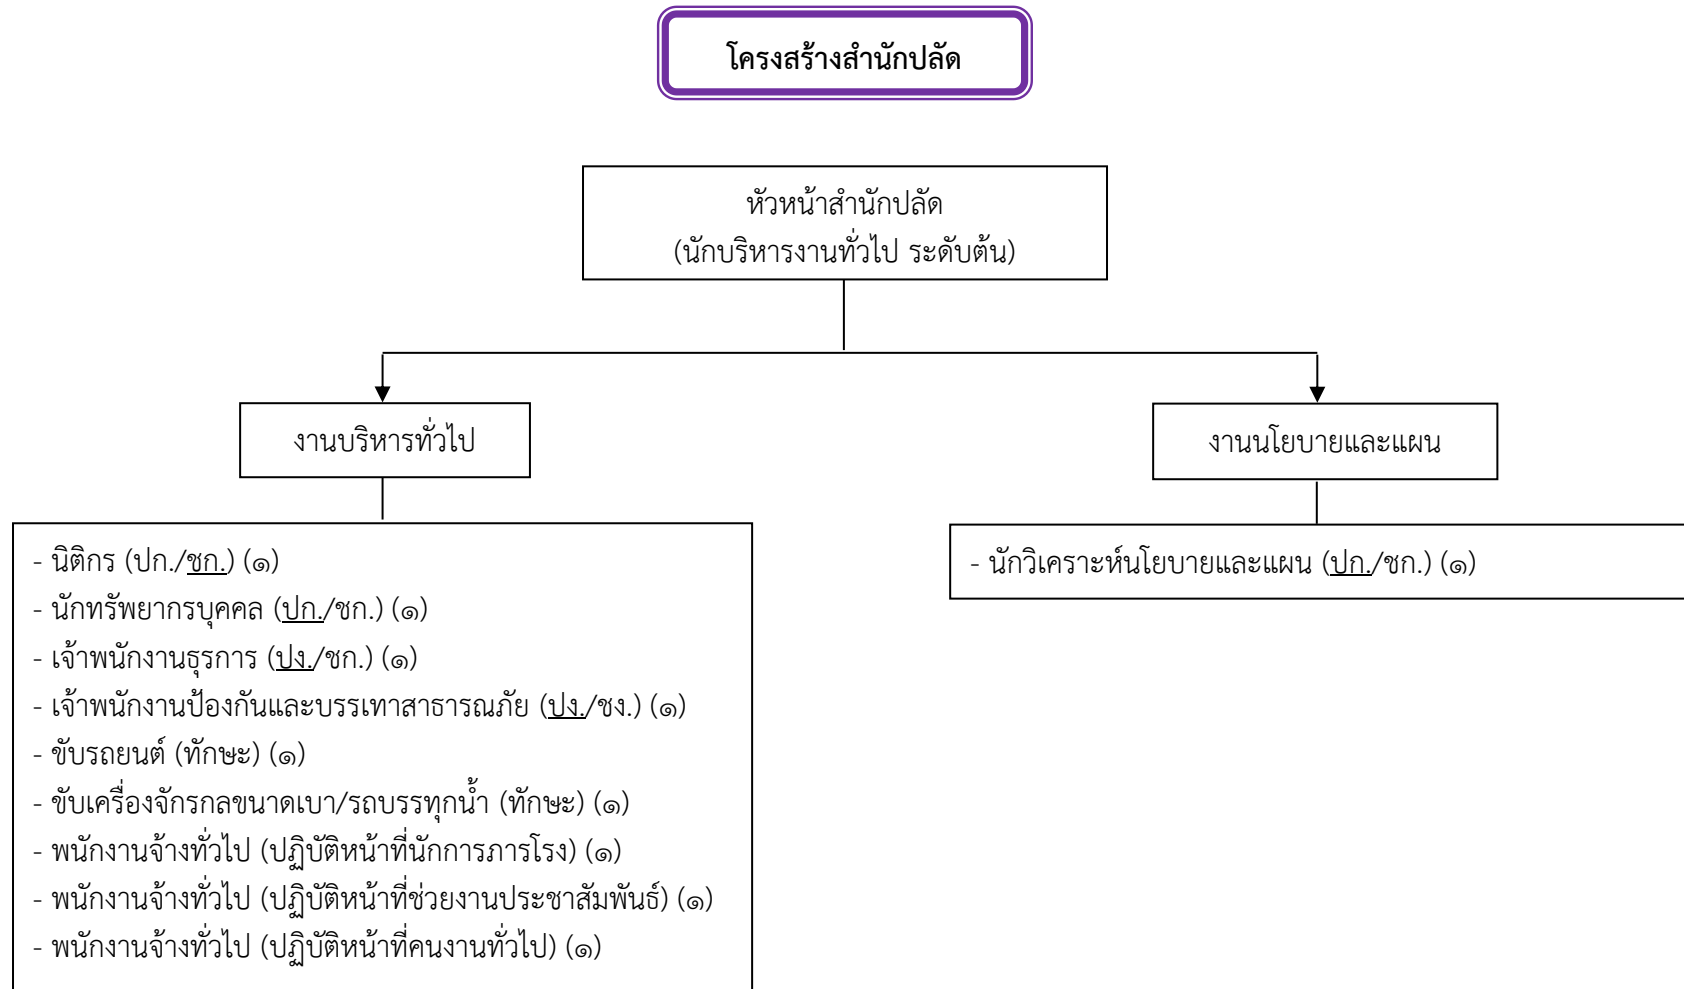 โครงสร้างสำนักปลัด
หัวหน้าสำนักปลัด
(นักบริหารงานทั่วไป ระดับต้น)
งานบริหารทั่วไป
งานนโยบายและแผน
- นิติกร (ปก./ชก.) (๑)
- นักทรัพยากรบุคคล (ปก./ชก.) (๑)
- เจ้าพนักงานธุรการ (ปง./ชก.) (๑)
- เจ้าพนักงานป้องกันและบรรเทาสาธารณภัย (ปง./ชง.) (๑)
- ขับรถยนต์ (ทักษะ) (๑)
- ขับเครื่องจักรกลขนาดเบา/รถบรรทุกน้ำ (ทักษะ) (๑)
- พนักงานจ้างทั่วไป (ปฏิบัติหน้าที่นักการภารโรง) (๑)
- พนักงานจ้างทั่วไป (ปฏิบัติหน้าที่ช่วยงานประชาสัมพันธ์) (๑)
- พนักงานจ้างทั่วไป (ปฏิบัติหน้าที่คนงานทั่วไป) (๑)
- นักวิเคราะห์นโยบายและแผน (ปก./ชก.) (๑)